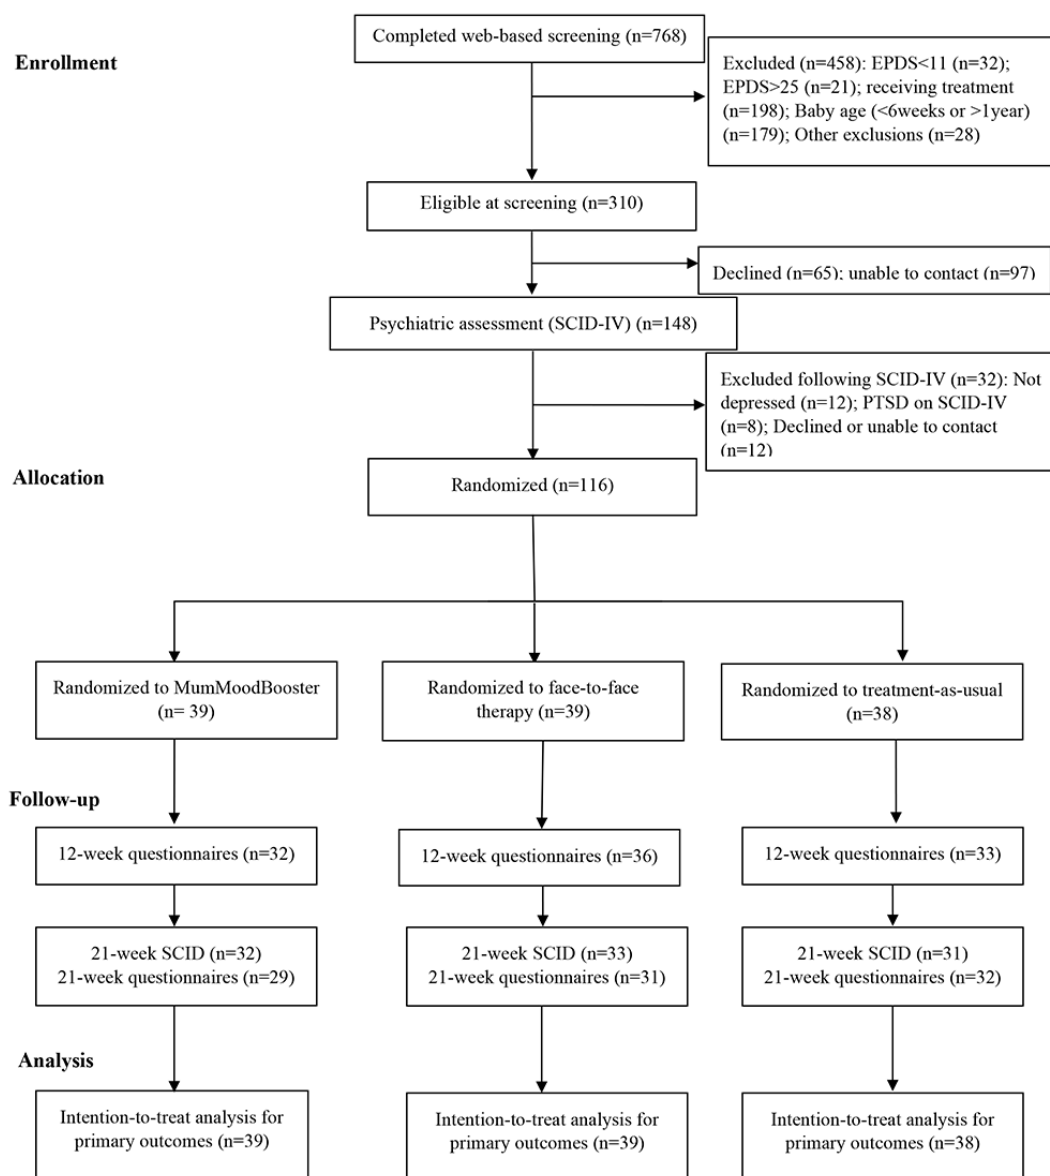 Completed web-based screening (n=768)
Enrollment
Excluded (n=458): EPDS<11 (n=32);
EPDS>25 (n=21); receiving treatment
(n=198); Baby age (<6weeks or >1year)
(n=179); Other exclusions (n=28)
Eligible at screening (n=310)
Declined (n=65); unable to contact (n=97)
Psychiatric assessment (SCID-IV) (n=148)
Excluded following SCID-IV (n=32): Not
depressed (n=12); PTSD on SCID-IV
(n=8); Declined or unable to contact
(n=12)
Allocation
Randomized (n=116)
Randomized to MumMoodBooster
(n= 39)
Randomized to face-to-face
therapy (n=39)
Randomized to treatment-as-usual
(n=38)
Follow-up
12-week questionnaires (n=32)
12-week questionnaires (n=36)
12-week questionnaires (n=33)
21-week SCID (n=32)
21-week questionnaires (n=29)
21-week SCID (n=33)
21-week questionnaires (n=31)
21-week SCID (n=31)
21-week questionnaires (n=32)
Analysis
Intention-to-treat analysis for
primary outcomes (n=39)
Intention-to-treat analysis for
primary outcomes (n=39)
Intention-to-treat analysis for
primary outcomes (n=38)